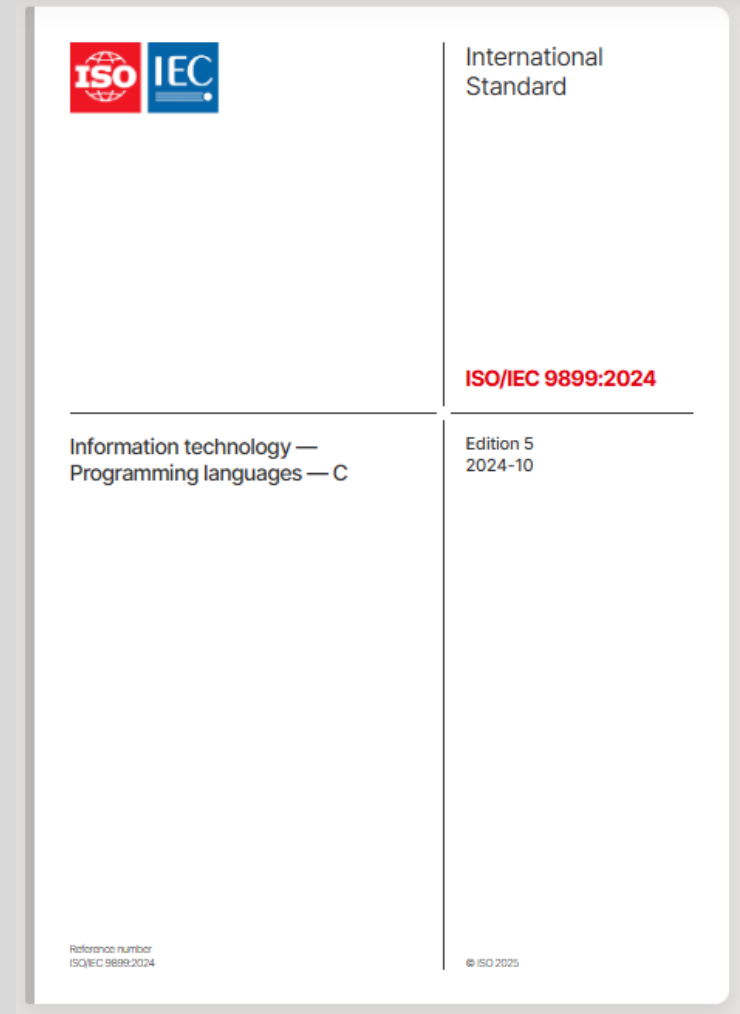 ISO IEC
International
Standard
ISO/IEC 9899:2024
Information technology —
Programming languages — C
Edition 5
2024-10
Reference number
ISO/IEC 9899:2024
© ISO 2025